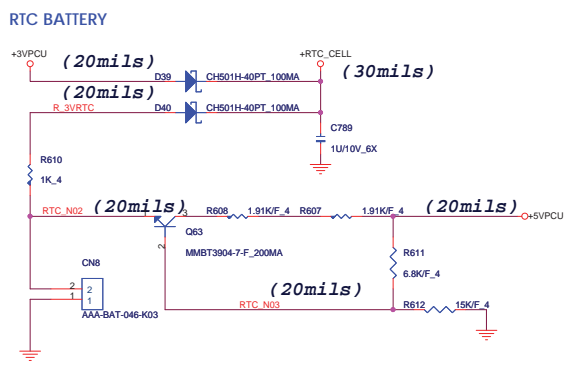 RTC BATTERY
+3VPCU
(20mils)
D39
CH501H-40PT_100MA
+RTC_CELL
(30mils)
(20mils)
R_3VRTC
D40
CH501H-40PT_100MA
C789
1U/10V_6X
R610
1K_4
RTC_N02
(20mils)
1
3
R608
1.91K/F_4
R607
1.91K/F_4
(20mils)
+5VPCU
Q63
2
MMBT3904-7-F_200MA
R611
6.8K/F_4
CN8
2
2
1
1
AAA-BAT-046-K03
(20mils)
RTC_N03
R612
15K/F_4